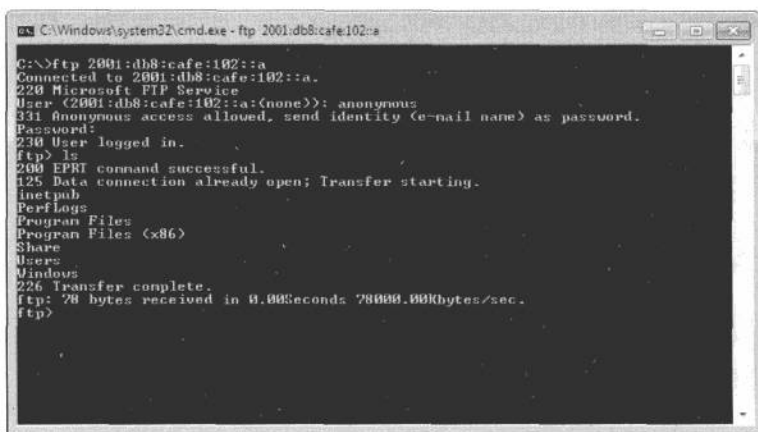 C:\Windows\system32\cmd.exe - ftp 2001:db8:cafe:102::a
C:\>ftp 2001:db8:cafe:102::a
Connected to 2001:db8:cafe:102::a.
220 Microsoft FTP Service
User (2001:db8:cafe:102::a:(none)): anonymous
331 Anonymous access allowed, send identity (e-mail name) as password.
Password:
230 User logged in.
ftp> ls
200 EPRT command successful.
125 Data connection already open; Transfer starting.
inetpub
PerfLogs
Program Files
Program Files (x86)
Share
Users
Windows
226 Transfer complete.
ftp: 78 bytes received in 0.00Seconds 78000.00Kbytes/sec.
ftp>